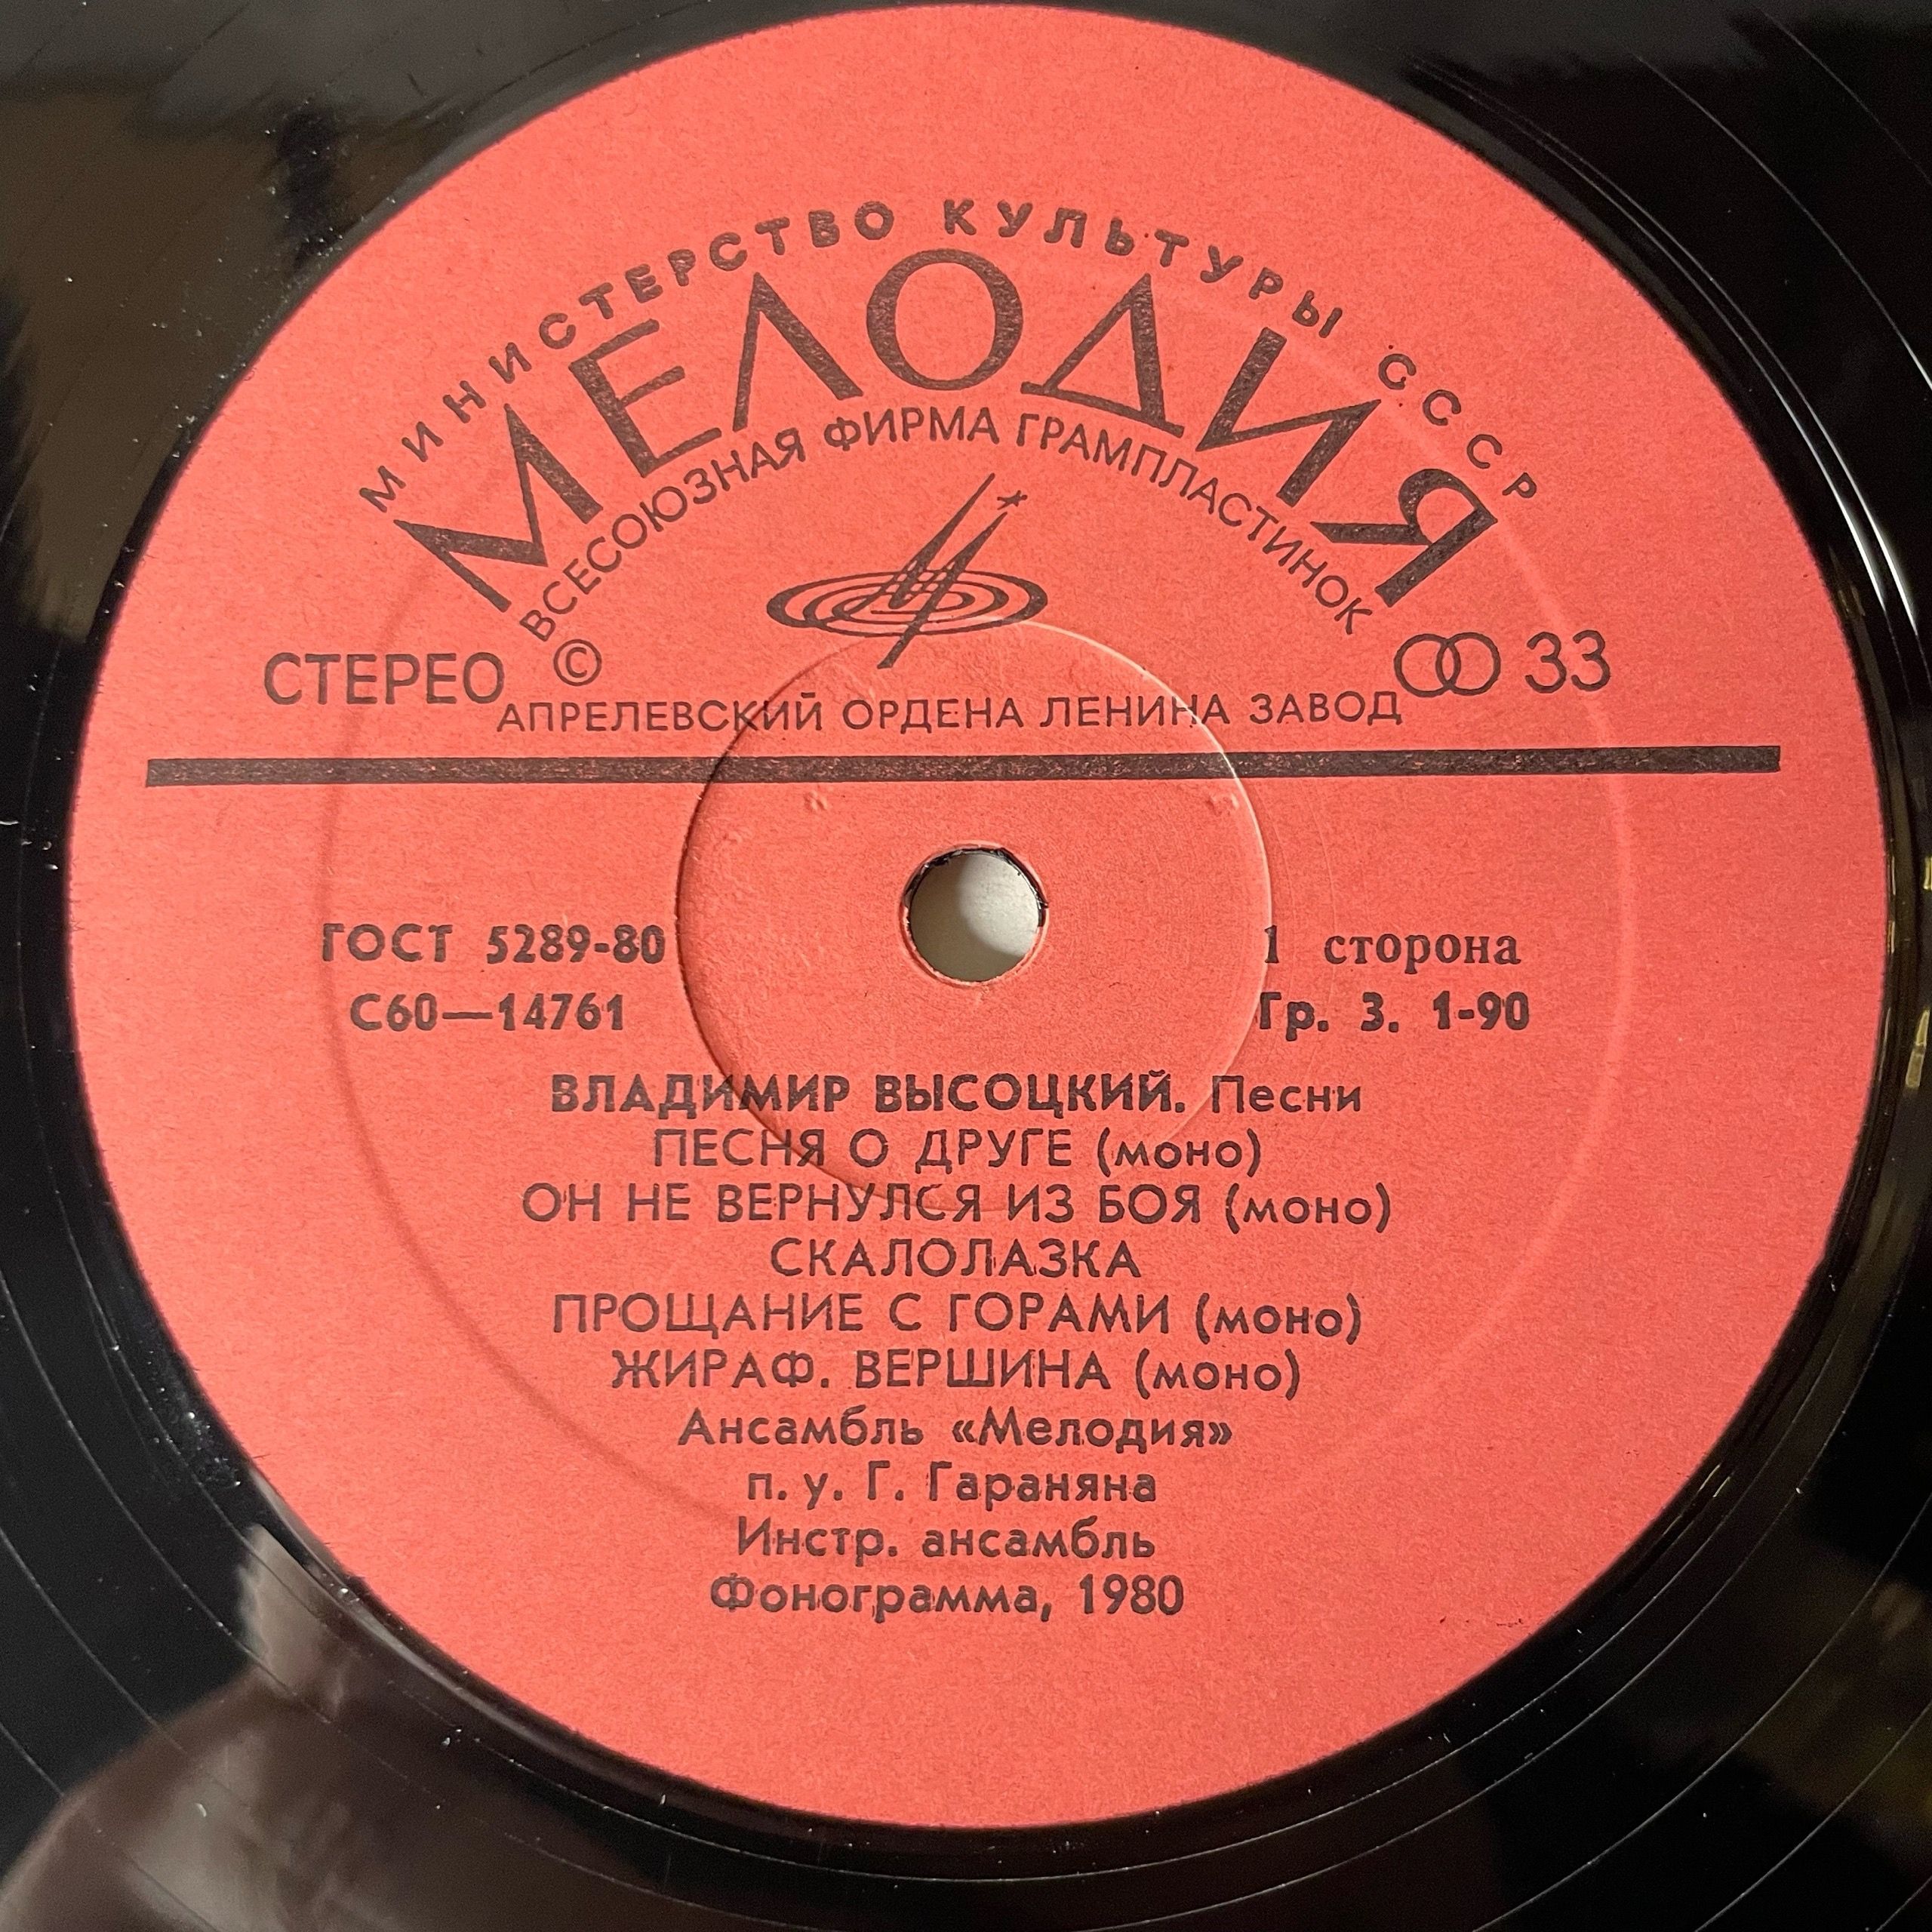 МИНИСТЕРСТВО КУЛЬТУРЫ СССР
МЕЛОДИЯ
ВСЕСОЮЗНАЯ ФИРМА ГРАМПЛАСТИНОК
СТЕРЕО © 33
АПРЕЛЕВСКИЙ ОРДЕНА ЛЕНИНА ЗАВОД
ГОСТ 5289-80 1 сторона
С60—14761 Гр. 3. 1-90
ВЛАДИМИР ВЫСОЦКИЙ. Песни
ПЕСНЯ О ДРУГЕ (моно)
ОН НЕ ВЕРНУЛСЯ ИЗ БОЯ (моно)
СКАЛОЛАЗКА
ПРОЩАНИЕ С ГОРАМИ (моно)
ЖИРАФ. ВЕРШИНА (моно)
Ансамбль «Мелодия»
п. у. Г. Гараняна
Инстр. ансамбль
Фонограмма, 1980